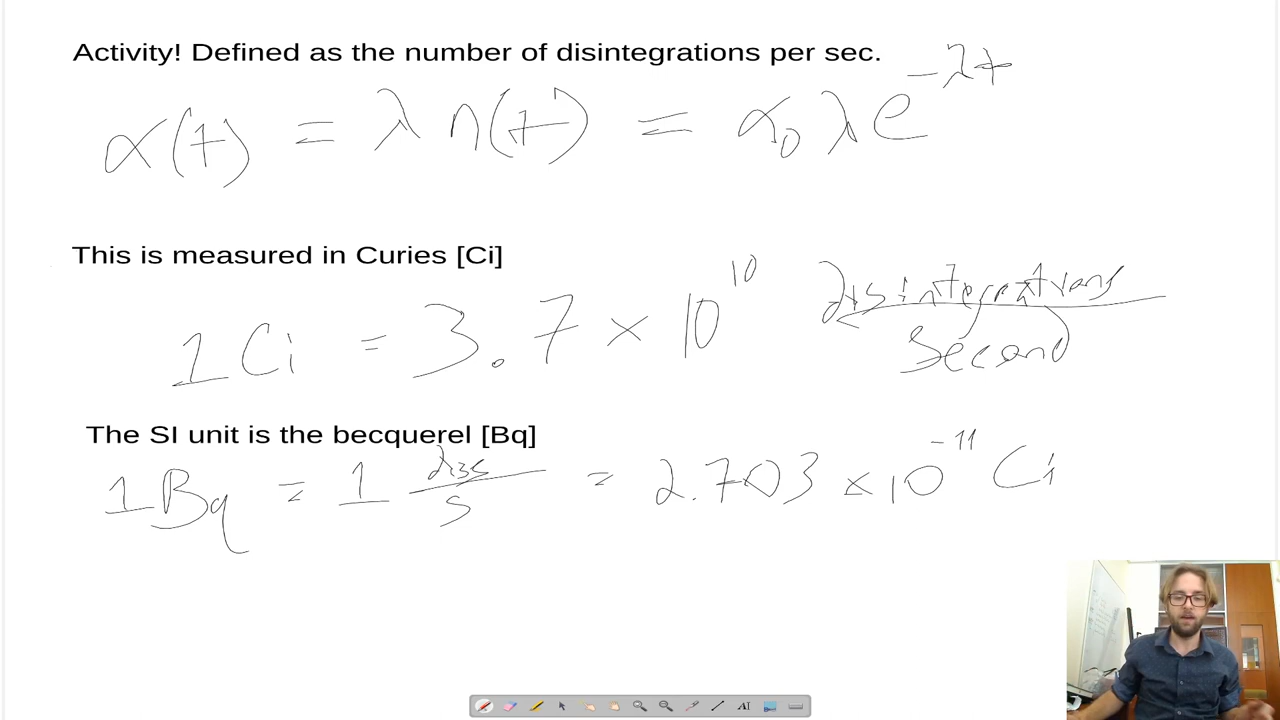 Activity! Defined as the number of disintegrations per sec.
α(t) = λ n(t) = α₀ λ e^{-λt}
This is measured in Curies [Ci]
1 Ci = 3.7 × 10^{10} disintegrations / Second
The SI unit is the becquerel [Bq]
1 Bq = 1 dis / s = 2.703 × 10^{-11} Ci
AI